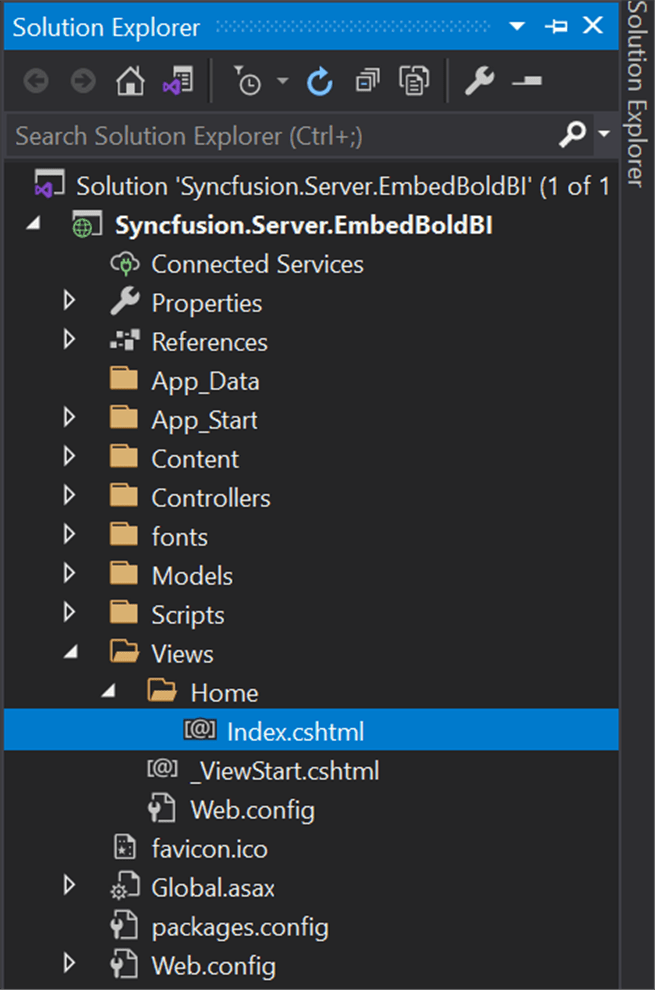 Solution Explorer
Search Solution Explorer (Ctrl+;)
Solution 'Syncfusion.Server.EmbedBoldBI' (1 of 1
Syncfusion.Server.EmbedBoldBI
Connected Services
Properties
References
App_Data
App_Start
Content
Controllers
fonts
Models
Scripts
Views
Home
[@] Index.cshtml
[@] _ViewStart.cshtml
Web.config
favicon.ico
Global.asax
packages.config
Web.config
Solution Explorer